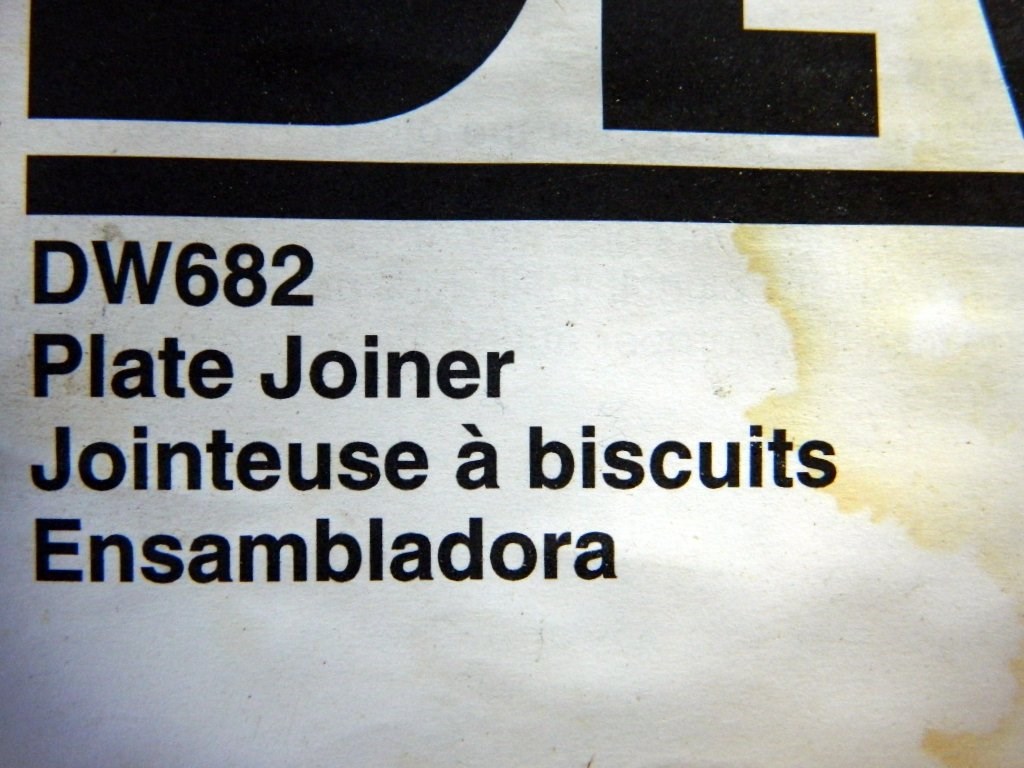 DW682
Plate Joiner
Jointeuse à biscuits
Ensambladora